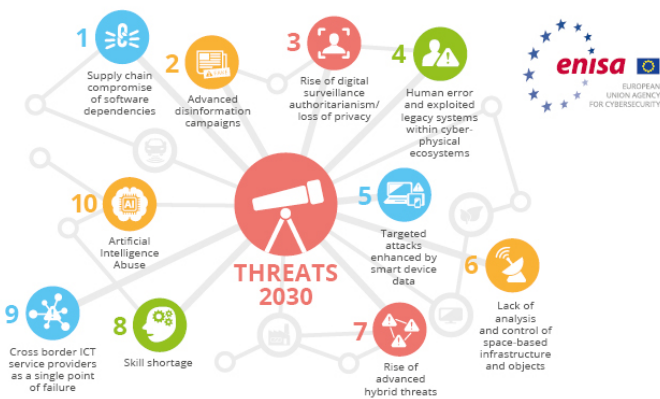 1
Supply chain
compromise
of software
dependencies
2
Advanced
disinformation
campaigns
3
Rise of digital
surveillance
authoritarianism/
loss of privacy
4
Human error
and exploited
legacy systems
within cyber-
physical
ecosystems
enisa
EUROPEAN
UNION AGENCY
FOR CYBERSECURITY
THREATS
2030
5
Targeted
attacks
enhanced by
smart device
data
6
Lack of
analysis
and control of
space-based
infrastructure
and objects
7
Rise of
advanced
hybrid threats
8
Skill shortage
9
Cross border ICT
service providers
as a single point
of failure
10
AI
Artificial
Intelligence
Abuse